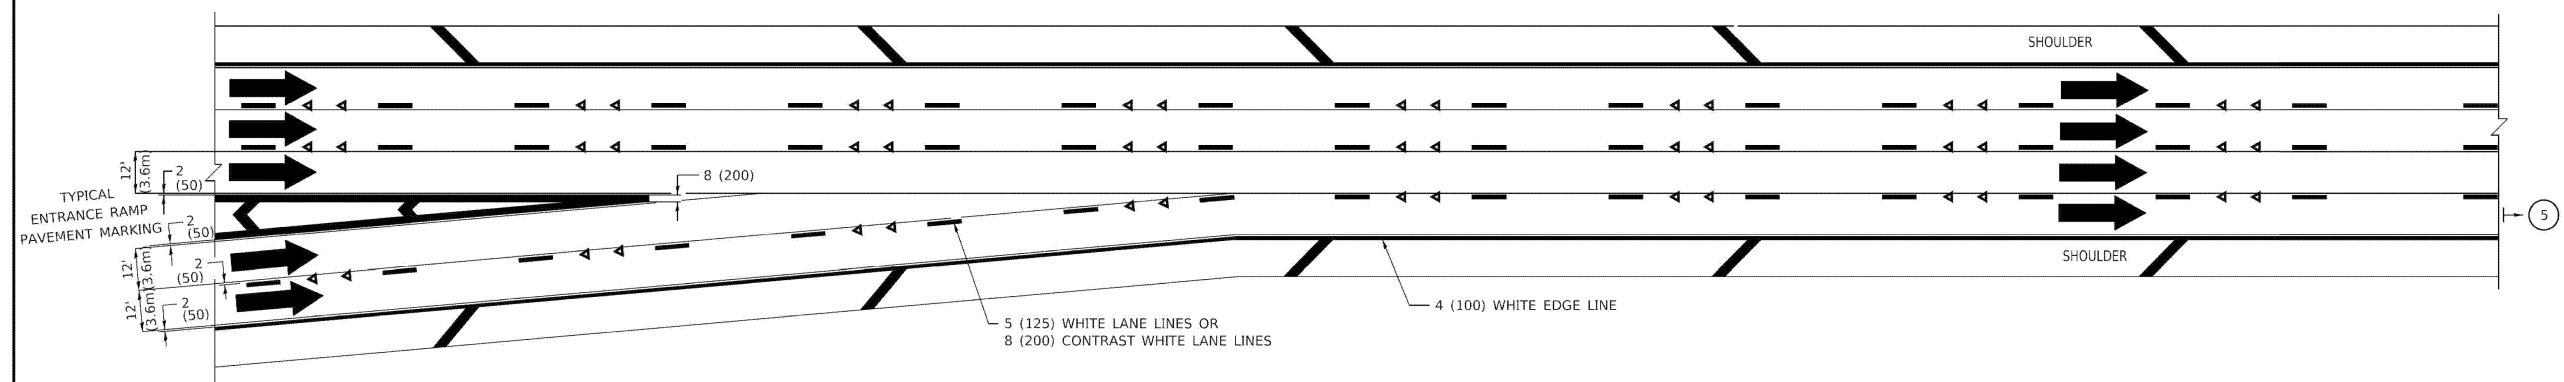 SHOULDER
12'
(3.6m)
2
(50)
8 (200)
TYPICAL
ENTRANCE RAMP
PAVEMENT MARKING
2
(50)
12'
(3.6m)
2
(50)
12'
(3.6m)
2
(50)
5
SHOULDER
4 (100) WHITE EDGE LINE
5 (125) WHITE LANE LINES OR
8 (200) CONTRAST WHITE LANE LINES